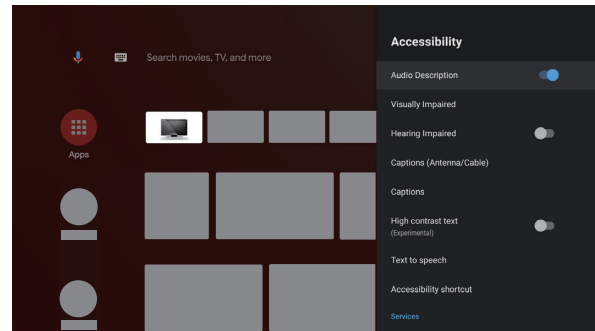 Search movies, TV, and more
Apps
Accessibility
Audio Description
Visually Impaired
Hearing Impaired
Captions (Antenna/Cable)
Captions
High contrast text
(Experimental)
Text to speech
Accessibility shortcut
Services